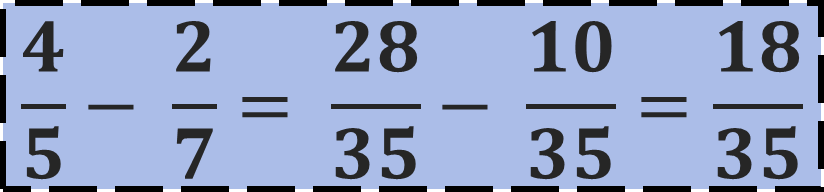 4/5 − 2/7 = 28/35 − 10/35 = 18/35